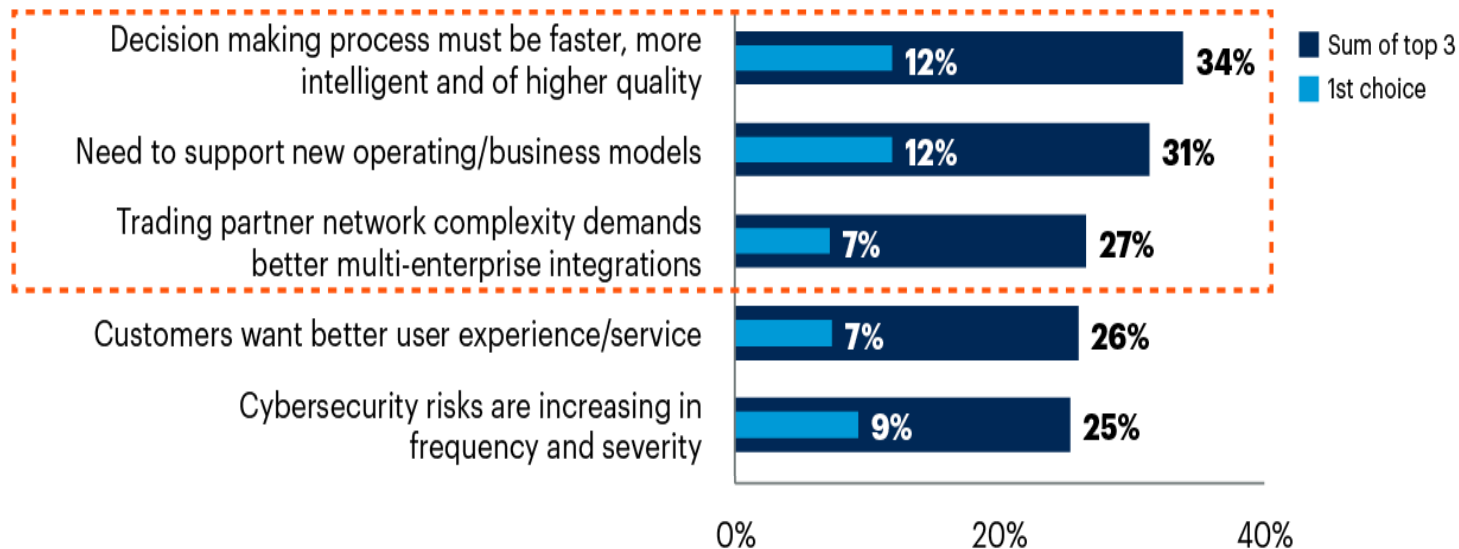 Decision making process must be faster, more
intelligent and of higher quality
12%
34%
Need to support new operating/business models
12%
31%
Trading partner network complexity demands
better multi-enterprise integrations
7%
27%
Customers want better user experience/service
7%
26%
Cybersecurity risks are increasing in
frequency and severity
9%
25%
0%
20%
40%
Sum of top 3
1st choice